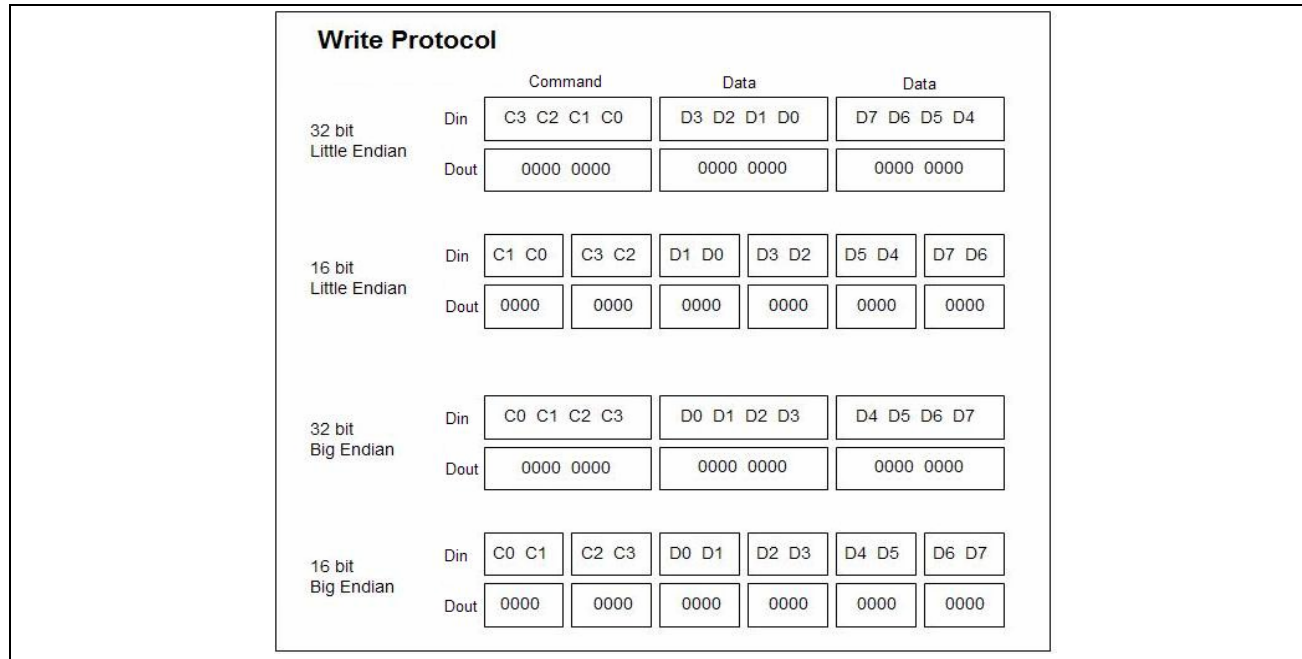 Write Protocol
Command Data Data
32 bit
Little Endian
Din C3 C2 C1 C0 D3 D2 D1 D0 D7 D6 D5 D4
Dout 0000 0000 0000 0000 0000 0000
16 bit
Little Endian
Din C1 C0 C3 C2 D1 D0 D3 D2 D5 D4 D7 D6
Dout 0000 0000 0000 0000 0000 0000
32 bit
Big Endian
Din C0 C1 C2 C3 D0 D1 D2 D3 D4 D5 D6 D7
Dout 0000 0000 0000 0000 0000 0000
16 bit
Big Endian
Din C0 C1 C2 C3 D0 D1 D2 D3 D4 D5 D6 D7
Dout 0000 0000 0000 0000 0000 0000